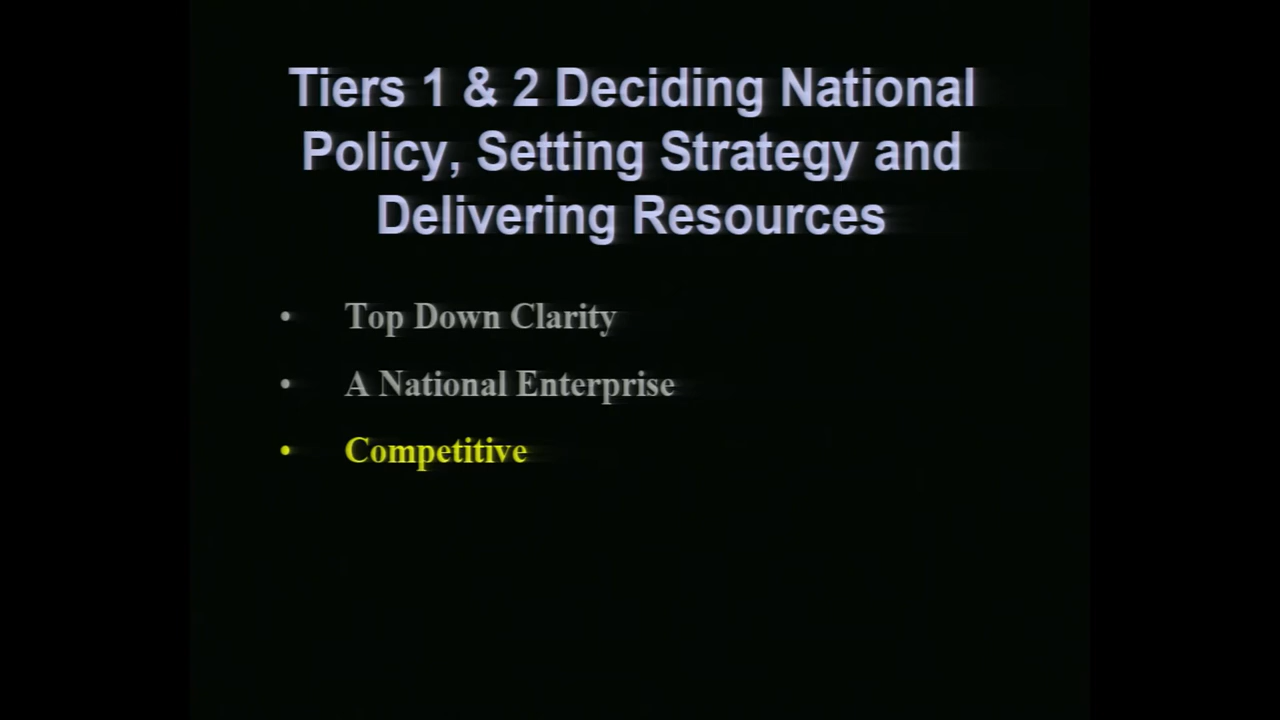 Tiers 1 & 2 Deciding National
Policy, Setting Strategy and
Delivering Resources
• Top Down Clarity
• A National Enterprise
• Competitive